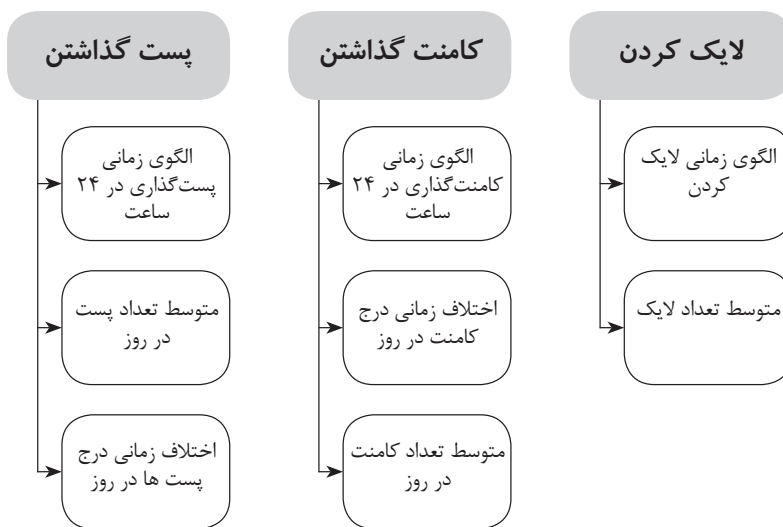 لایک کردن
الگوی زمانی لایک
کردن
متوسط تعداد لایک
کامنت گذاشتن
الگوی زمانی
کامنت‌گذاری در ۲۴
ساعت
اختلاف زمانی درج
کامنت در روز
متوسط تعداد کامنت
در روز
پست گذاشتن
الگوی زمانی
پست‌گذاری در ۲۴
ساعت
متوسط تعداد پست
در روز
اختلاف زمانی درج
پست ها در روز